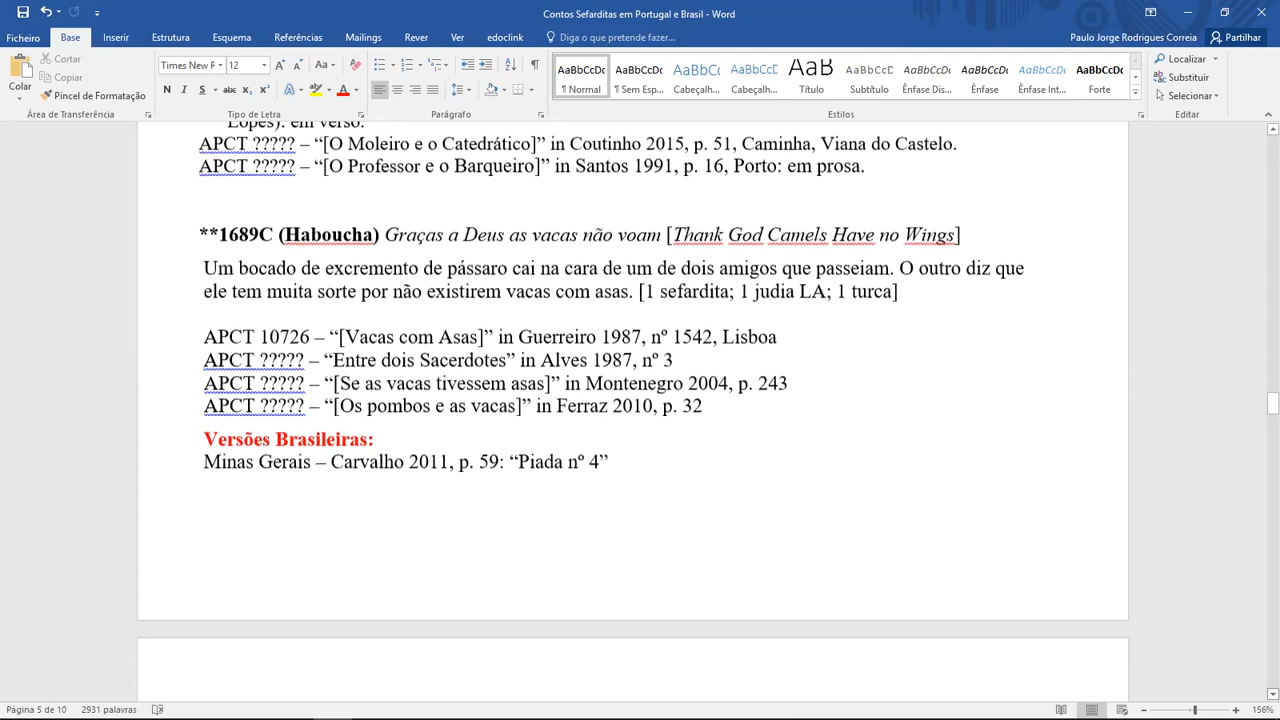 Contos Sefarditas em Portugal e Brasil - Word
Ficheiro Base Inserir Estrutura Esquema Referências Mailings Rever Ver edoclink Diga o que pretende fazer... Paulo Jorge Rodrigues Correia Partilhar
Colar
Cortar
Copiar
Pincel de Formatação
Área de Transferência
Times New R 12
N I S abc x₂ x²
Tipo de Letra
Parágrafo
AaBbCcDc AaBbCcDc AaBbCc AaBbCcDc AaB AaBbCcDc AaBbCcDc AaBbCcDc AaBbCcDc AaBbCcDc
¶ Normal ¶ Sem Esp... Cabeçalh... Cabeçalh... Título Subtítulo Ênfase Dis... Ênfase Ênfase Int... Forte
Estilos
Localizar
Substituir
Selecionar
Editar
Lopes): em verso.
APCT ????? – “[O Moleiro e o Catedrático]” in Coutinho 2015, p. 51, Caminha, Viana do Castelo.
APCT ????? – “[O Professor e o Barqueiro]” in Santos 1991, p. 16, Porto: em prosa.
**1689C (Haboucha) Graças a Deus as vacas não voam [Thank God Camels Have no Wings]
Um bocado de excremento de pássaro cai na cara de um de dois amigos que passeiam. O outro diz que
ele tem muita sorte por não existirem vacas com asas. [1 sefardita; 1 judia LA; 1 turca]
APCT 10726 – “[Vacas com Asas]” in Guerreiro 1987, nº 1542, Lisboa
APCT ????? – “Entre dois Sacerdotes” in Alves 1987, nº 3
APCT ????? – “[Se as vacas tivessem asas]” in Montenegro 2004, p. 243
APCT ????? – “[Os pombos e as vacas]” in Ferraz 2010, p. 32
Versões Brasileiras:
Minas Gerais – Carvalho 2011, p. 59: “Piada nº 4”
Página 5 de 10 2931 palavras 156%